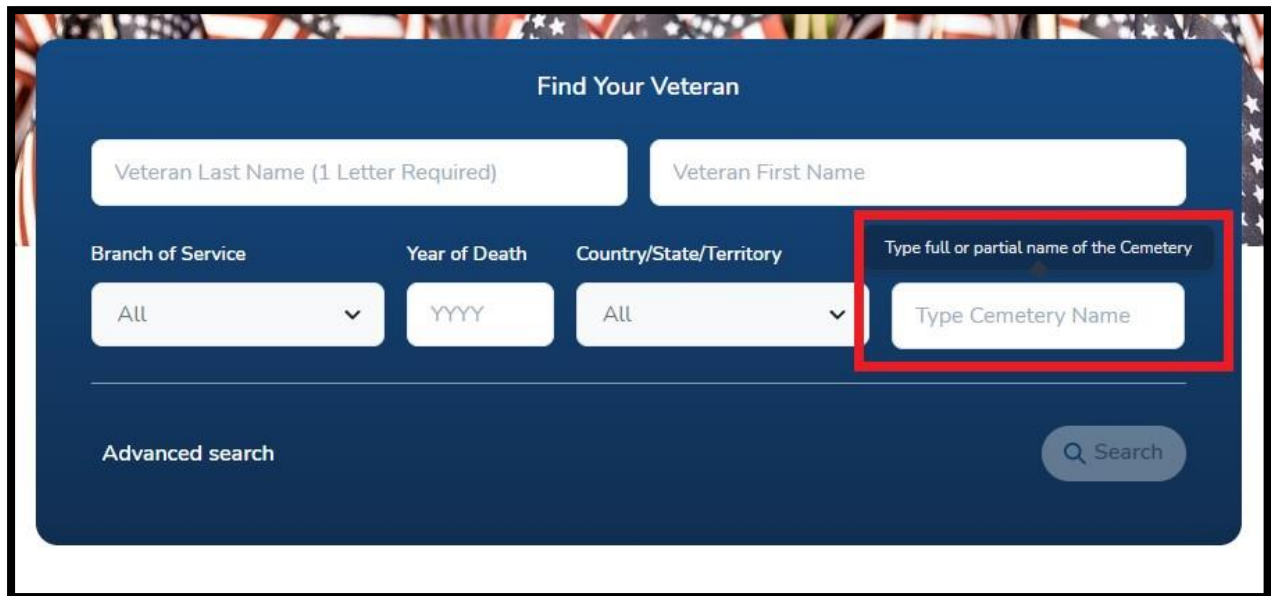 Find Your Veteran
Veteran Last Name (1 Letter Required)
Veteran First Name
Branch of Service
Year of Death
Country/State/Territory
Type full or partial name of the Cemetery
All
YYYY
All
Type Cemetery Name
Advanced search
Search